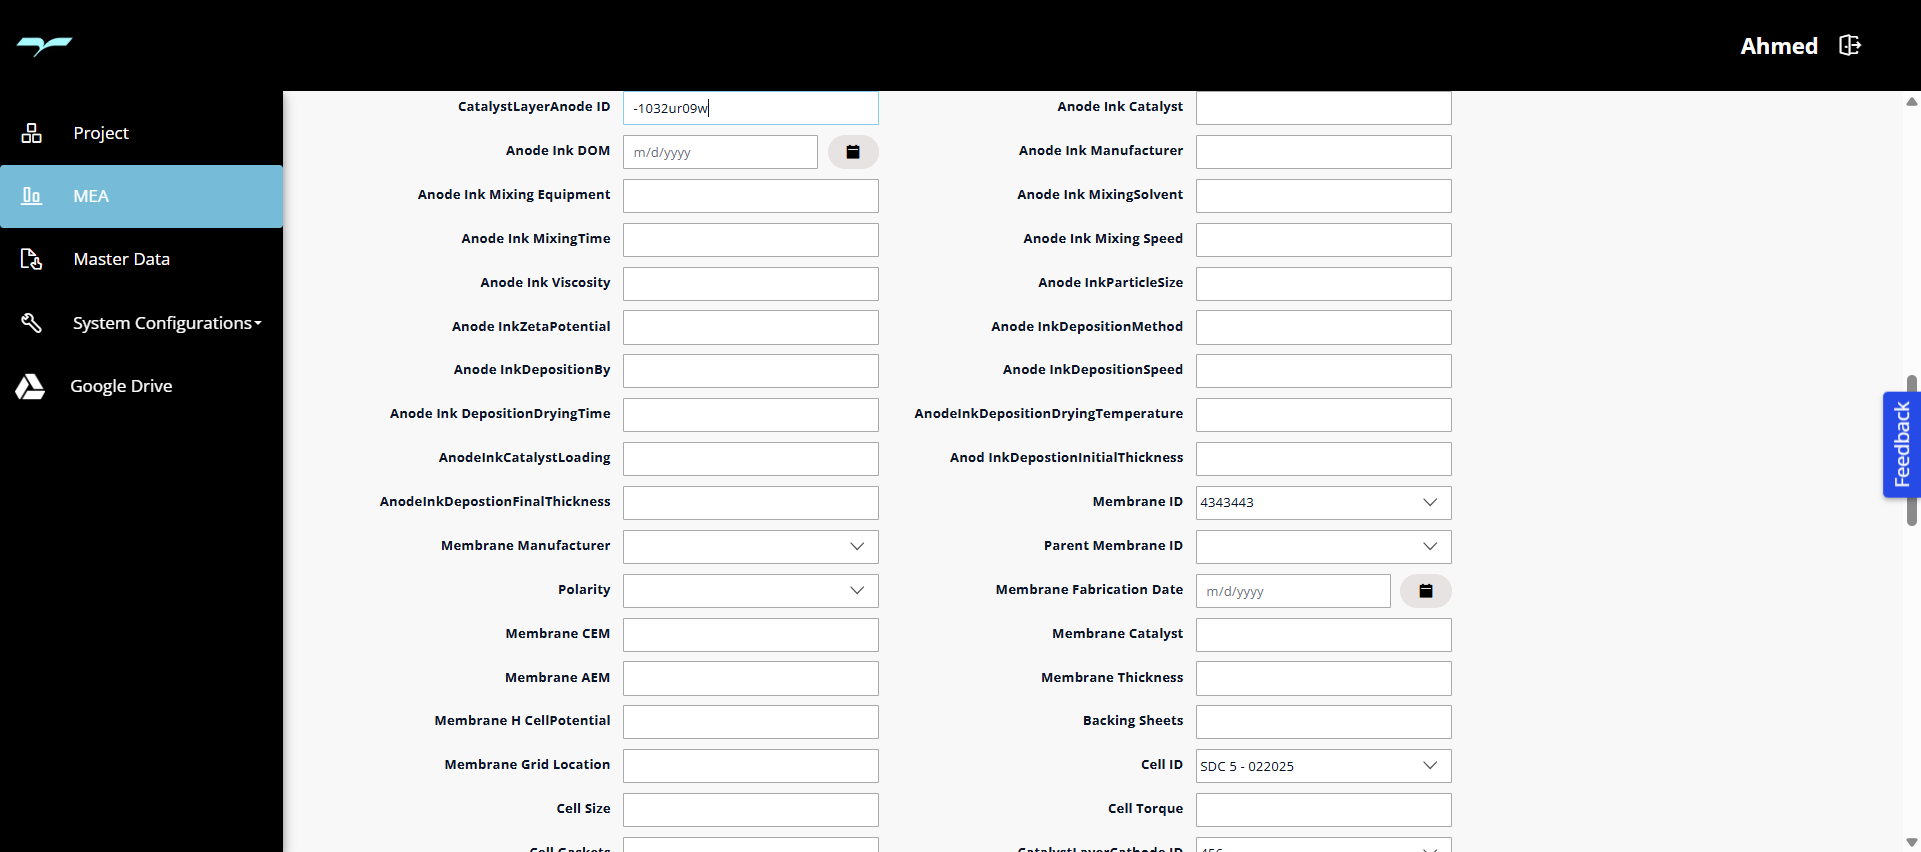 Ahmed
Project
MEA
Master Data
System Configurations
Google Drive
CatalystLayerAnode ID -1032ur09w Anode Ink Catalyst
Anode Ink DOM m/d/yyyy Anode Ink Manufacturer
Anode Ink Mixing Equipment Anode Ink MixingSolvent
Anode Ink MixingTime Anode Ink Mixing Speed
Anode Ink Viscosity Anode InkParticleSize
Anode InkZetaPotential Anode InkDepositionMethod
Anode InkDepositionBy Anode InkDepositionSpeed
Anode Ink DepositionDryingTime AnodeInkDepositionDryingTemperature
AnodeInkCatalystLoading Anod InkDepostionInitialThickness
AnodeInkDepostionFinalThickness Membrane ID 4343443
Membrane Manufacturer Parent Membrane ID
Polarity Membrane Fabrication Date m/d/yyyy
Membrane CEM Membrane Catalyst
Membrane AEM Membrane Thickness
Membrane H CellPotential Backing Sheets
Membrane Grid Location Cell ID SDC 5 - 022025
Cell Size Cell Torque
Cell Gaskets CatalystLayerCathode ID 456
Feedback